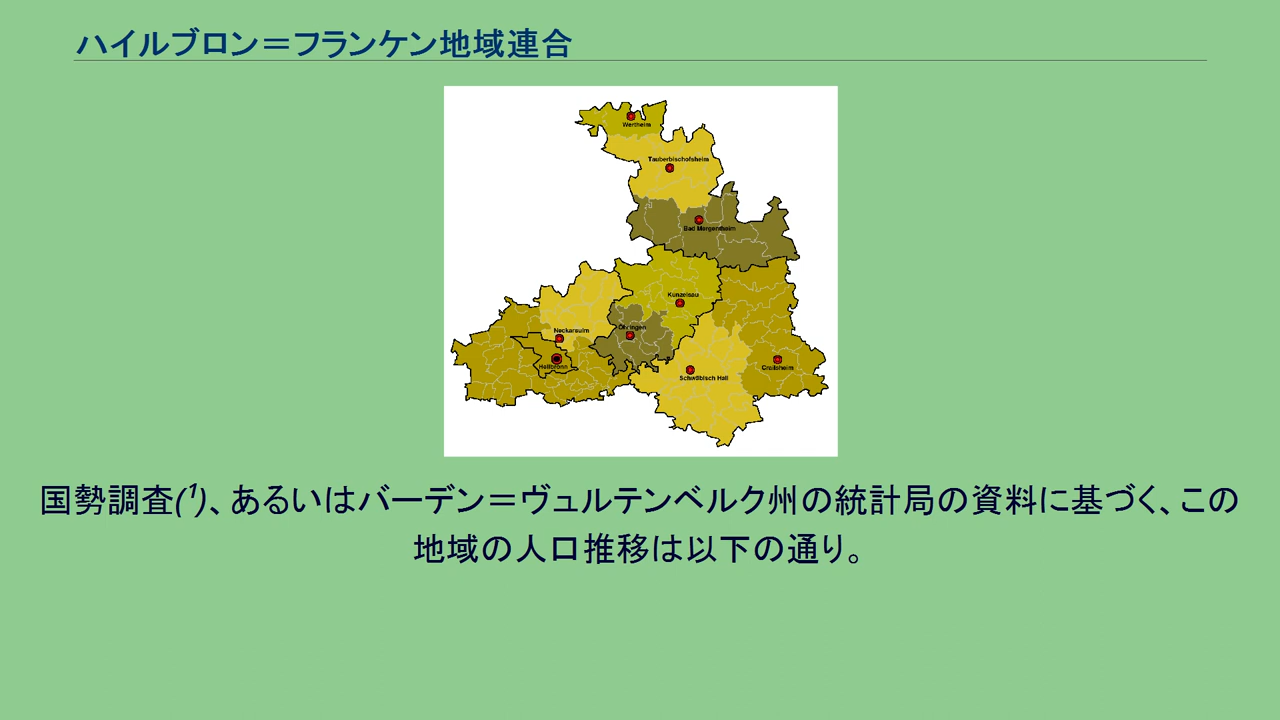 ハイルブロン＝フランケン地域連合
Wertheim
Tauberbischofsheim
Bad Mergentheim
Künzelsau
Neckarsulm
Öhringen
Heilbronn
Schwäbisch Hall
Crailsheim
国勢調査(¹)、あるいはバーデン＝ヴュルテンベルク州の統計局の資料に基づく、この
地域の人口推移は以下の通り。